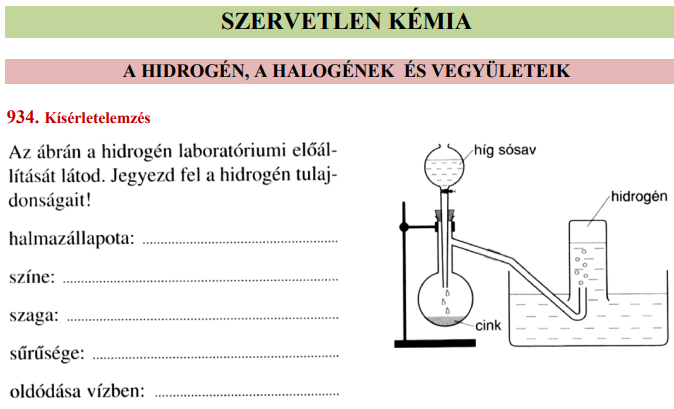 SZERVETLEN KÉMIA
A HIDROGÉN, A HALOGÉNEK ÉS VEGYÜLETEIK
934. Kísérletelemzés
Az ábrán a hidrogén laboratóriumi előál-
lítását látod. Jegyezd fel a hidrogén tulaj-
donságait!
halmazállapota: ..........................................
színe: ..........................................................
szaga: .........................................................
sűrűsége: ....................................................
oldódása vízben: .......................................
híg sósav
hidrogén
cink